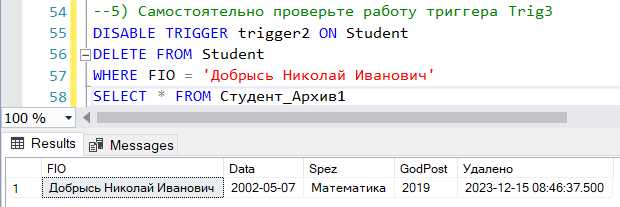 54 --5) Самостоятельно проверьте работу триггера Trig3
55 DISABLE TRIGGER trigger2 ON Student
56 DELETE FROM Student
57 WHERE FIO = 'Добрысь Николай Иванович'
58 SELECT * FROM Студент_Архив1
100 %
Results Messages
FIO Data Spez GodPost Удалено
1 Добрысь Николай Иванович 2002-05-07 Математика 2019 2023-12-15 08:46:37.500